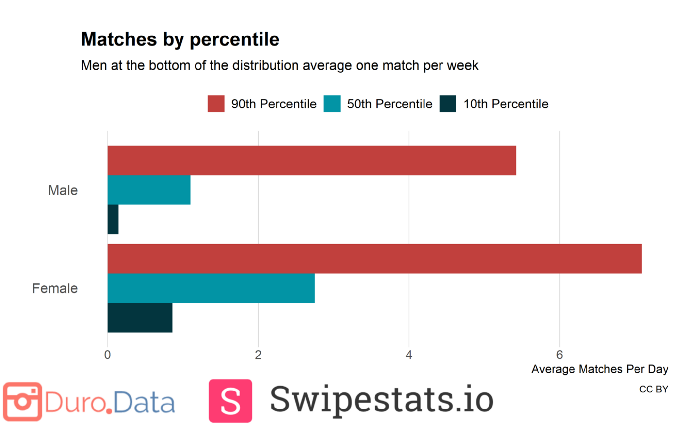 Matches by percentile
Men at the bottom of the distribution average one match per week
90th Percentile 50th Percentile 10th Percentile
Male
Female
0 2 4 6
Average Matches Per Day
CC BY
Duro.Data S Swipestats.io